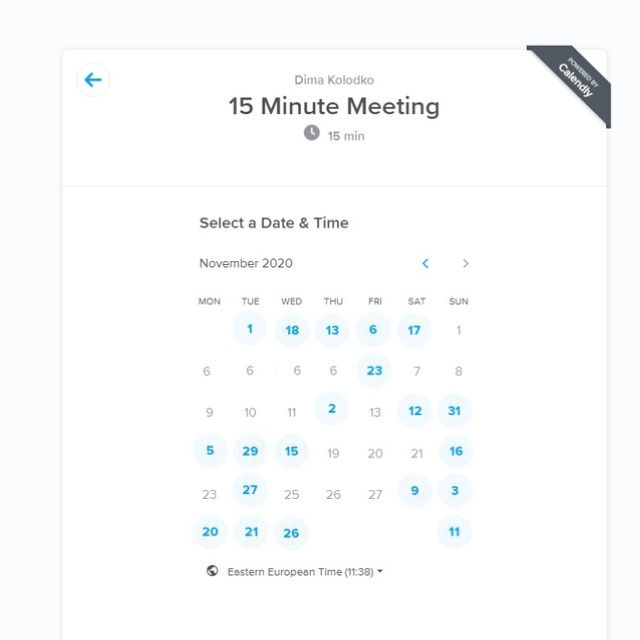 Dima Kolodko
POWERED BY
Calendly
15 Minute Meeting
15 min
Select a Date & Time
November 2020
MON TUE WED THU FRI SAT SUN
1 18 13 6 17 1
6 6 6 6 23 7 8
9 10 11 2 13 12 31
5 29 15 19 20 21 16
23 27 25 26 27 9 3
20 21 26 11
Eastern European Time (11:38)